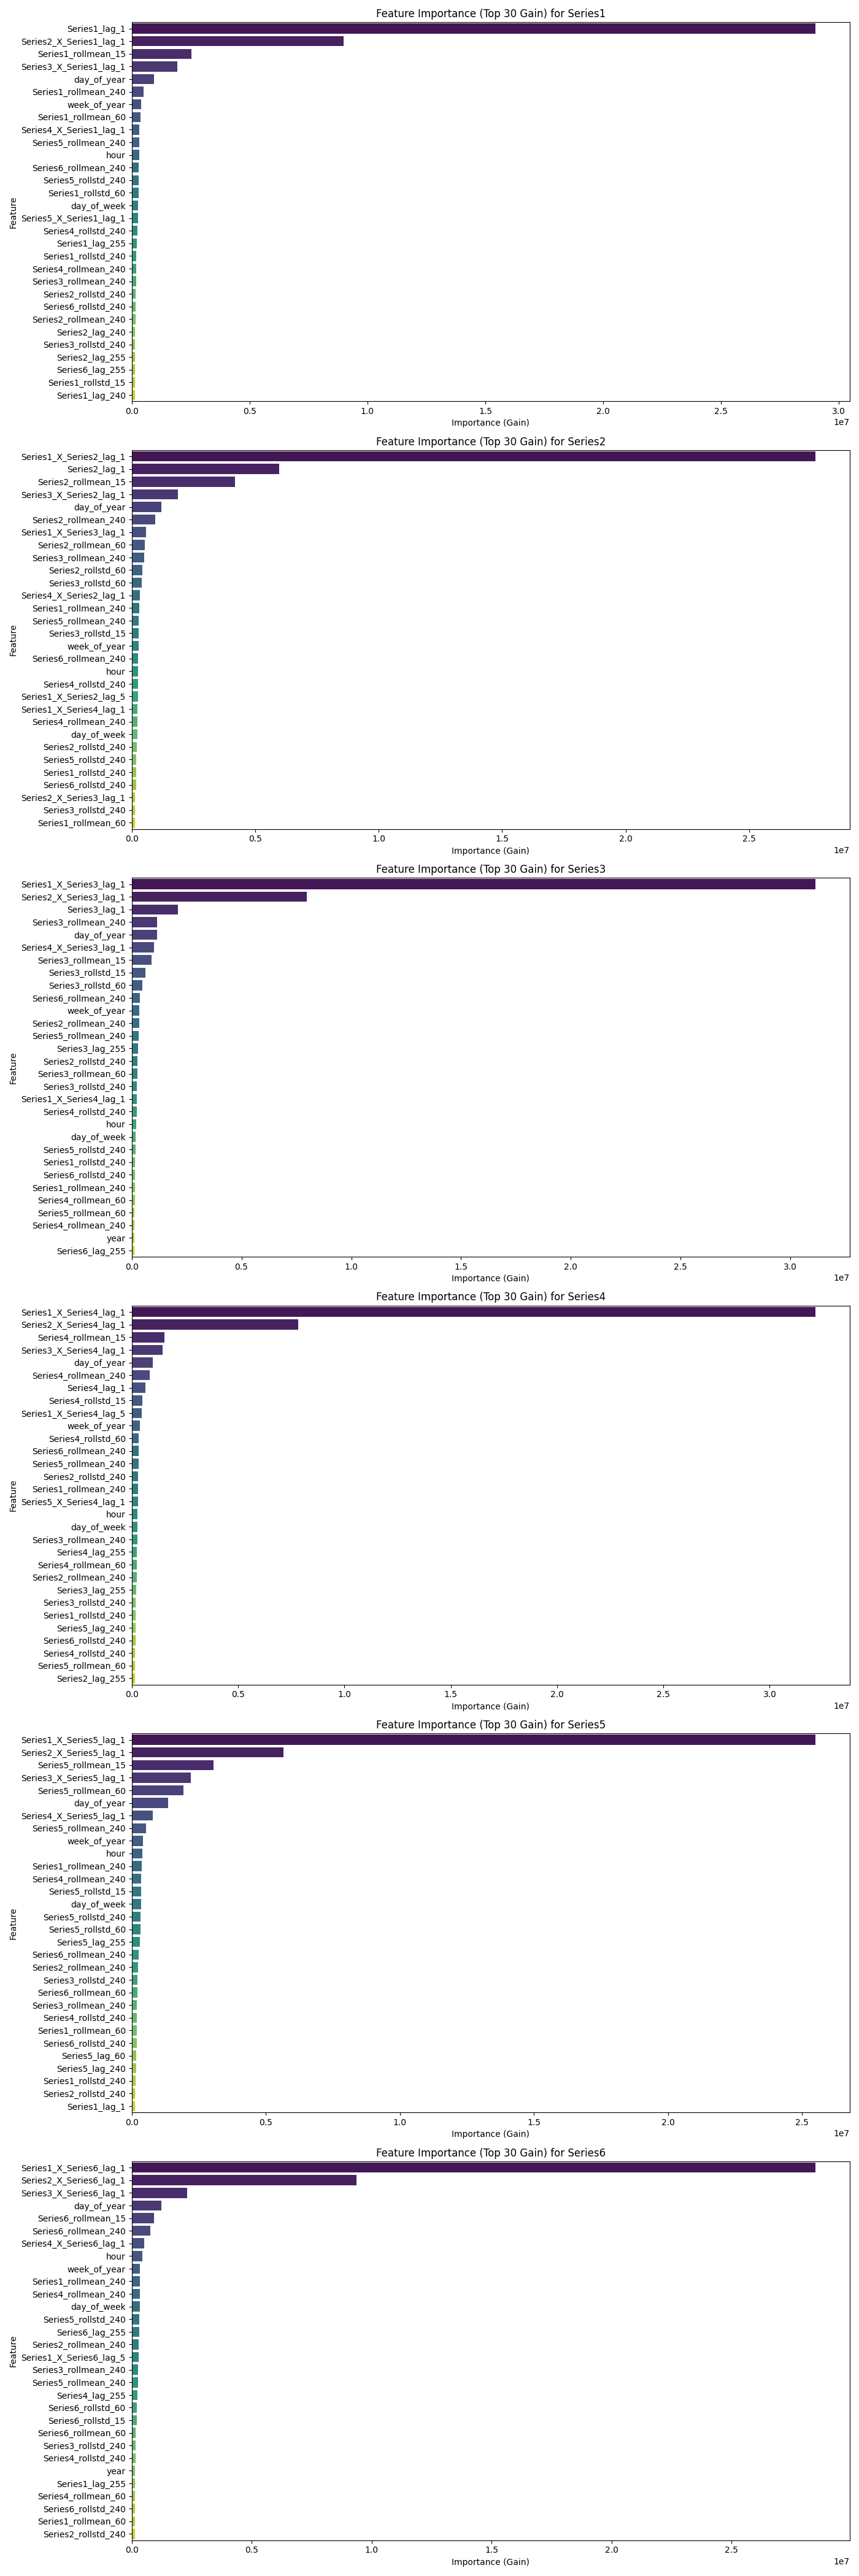 Feature Importance (Top 30 Gain) for Series1
Series1_lag_1
Series2_X_Series1_lag_1
Series1_rollmean_15
Series3_X_Series1_lag_1
day_of_year
Series1_rollmean_240
week_of_year
Series1_rollmean_60
Series4_X_Series1_lag_1
Series5_rollmean_240
hour
Series6_rollmean_240
Series5_rollstd_240
Series1_rollstd_60
day_of_week
Series5_X_Series1_lag_1
Series4_rollstd_240
Series1_lag_255
Series1_rollstd_240
Series4_rollmean_240
Series3_rollmean_240
Series2_rollstd_240
Series6_rollstd_240
Series2_rollmean_240
Series2_lag_240
Series3_rollstd_240
Series2_lag_255
Series6_lag_255
Series1_rollstd_15
Series1_lag_240
Feature
0.0 0.5 1.0 1.5 2.0 2.5 3.0
1e7
Importance (Gain)
Feature Importance (Top 30 Gain) for Series2
Series1_X_Series2_lag_1
Series2_lag_1
Series2_rollmean_15
Series3_X_Series2_lag_1
day_of_year
Series2_rollmean_240
Series1_X_Series3_lag_1
Series2_rollmean_60
Series3_rollmean_240
Series2_rollstd_60
Series3_rollstd_60
Series4_X_Series2_lag_1
Series1_rollmean_240
Series5_rollmean_240
Series3_rollstd_15
week_of_year
Series6_rollmean_240
hour
Series4_rollstd_240
Series1_X_Series2_lag_5
Series1_X_Series4_lag_1
Series4_rollmean_240
day_of_week
Series2_rollstd_240
Series5_rollstd_240
Series1_rollstd_240
Series6_rollstd_240
Series2_X_Series3_lag_1
Series3_rollstd_240
Series1_rollmean_60
Feature
0.0 0.5 1.0 1.5 2.0 2.5
1e7
Importance (Gain)
Feature Importance (Top 30 Gain) for Series3
Series1_X_Series3_lag_1
Series2_X_Series3_lag_1
Series3_lag_1
Series3_rollmean_240
day_of_year
Series4_X_Series3_lag_1
Series3_rollmean_15
Series3_rollstd_15
Series3_rollstd_60
Series6_rollmean_240
week_of_year
Series2_rollmean_240
Series5_rollmean_240
Series3_lag_255
Series2_rollstd_240
Series3_rollmean_60
Series3_rollstd_240
Series1_X_Series4_lag_1
Series4_rollstd_240
hour
day_of_week
Series5_rollstd_240
Series1_rollstd_240
Series6_rollstd_240
Series1_rollmean_240
Series4_rollmean_60
Series5_rollmean_60
Series4_rollmean_240
year
Series6_lag_255
Feature
0.0 0.5 1.0 1.5 2.0 2.5 3.0
1e7
Importance (Gain)
Feature Importance (Top 30 Gain) for Series4
Series1_X_Series4_lag_1
Series2_X_Series4_lag_1
Series4_rollmean_15
Series3_X_Series4_lag_1
day_of_year
Series4_rollmean_240
Series4_lag_1
Series4_rollstd_15
Series1_X_Series4_lag_5
week_of_year
Series4_rollstd_60
Series6_rollmean_240
Series5_rollmean_240
Series2_rollstd_240
Series1_rollmean_240
Series5_X_Series4_lag_1
hour
day_of_week
Series3_rollmean_240
Series4_lag_255
Series4_rollmean_60
Series2_rollmean_240
Series3_lag_255
Series3_rollstd_240
Series1_rollstd_240
Series5_lag_240
Series6_rollstd_240
Series4_rollstd_240
Series5_rollmean_60
Series2_lag_255
Feature
0.0 0.5 1.0 1.5 2.0 2.5 3.0
1e7
Importance (Gain)
Feature Importance (Top 30 Gain) for Series5
Series1_X_Series5_lag_1
Series2_X_Series5_lag_1
Series5_rollmean_15
Series3_X_Series5_lag_1
Series5_rollmean_60
day_of_year
Series4_X_Series5_lag_1
Series5_rollmean_240
week_of_year
hour
Series1_rollmean_240
Series4_rollmean_240
Series5_rollstd_15
day_of_week
Series5_rollstd_240
Series5_rollstd_60
Series5_lag_255
Series6_rollmean_240
Series2_rollmean_240
Series3_rollstd_240
Series6_rollmean_60
Series3_rollmean_240
Series4_rollstd_240
Series1_rollmean_60
Series6_rollstd_240
Series5_lag_60
Series5_lag_240
Series1_rollstd_240
Series2_rollstd_240
Series1_lag_1
Feature
0.0 0.5 1.0 1.5 2.0 2.5
1e7
Importance (Gain)
Feature Importance (Top 30 Gain) for Series6
Series1_X_Series6_lag_1
Series2_X_Series6_lag_1
Series3_X_Series6_lag_1
day_of_year
Series6_rollmean_15
Series6_rollmean_240
Series4_X_Series6_lag_1
hour
week_of_year
Series1_rollmean_240
Series4_rollmean_240
day_of_week
Series5_rollstd_240
Series6_lag_255
Series2_rollmean_240
Series1_X_Series6_lag_5
Series3_rollmean_240
Series5_rollmean_240
Series4_lag_255
Series6_rollstd_60
Series6_rollstd_15
Series6_rollmean_60
Series3_rollstd_240
Series4_rollstd_240
year
Series1_lag_255
Series4_rollmean_60
Series6_rollstd_240
Series1_rollmean_60
Series2_rollstd_240
Feature
0.0 0.5 1.0 1.5 2.0 2.5
1e7
Importance (Gain)